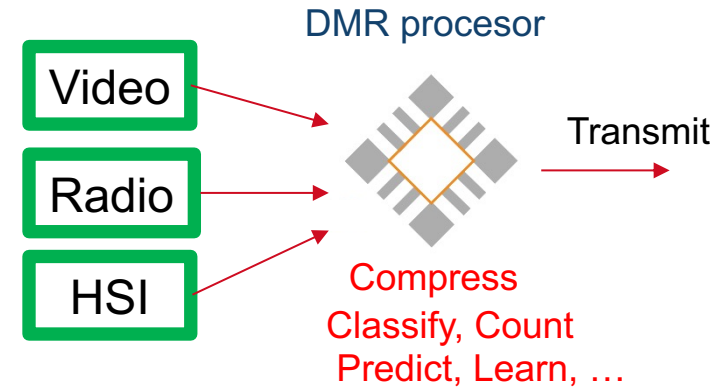 DMR procesor
Video
Radio
HSI
Transmit
Compress
Classify, Count
Predict, Learn, …